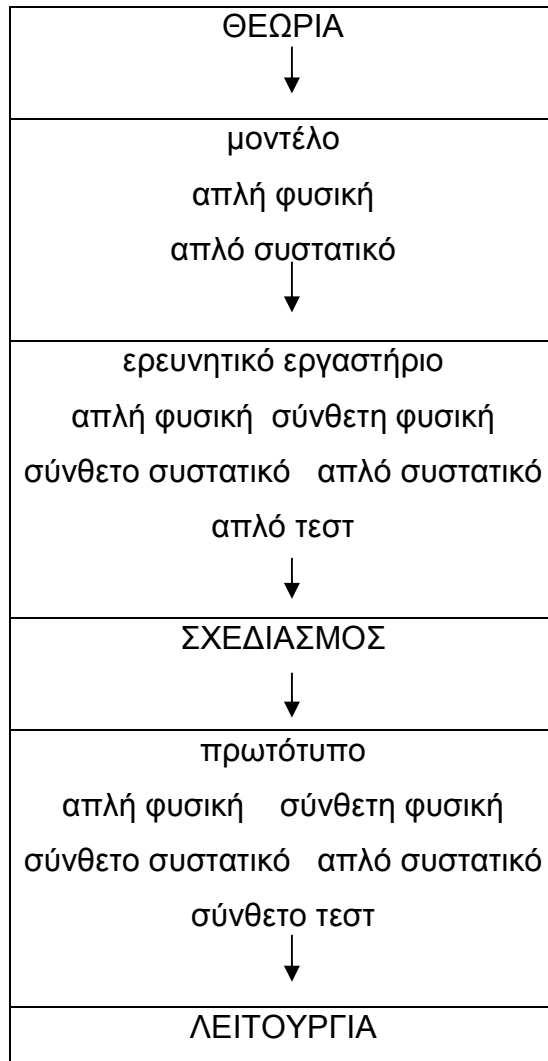 ΘΕΩΡΙΑ
μοντέλο
απλή φυσική
απλό συστατικό
ερευνητικό εργαστήριο
απλή φυσική σύνθετη φυσική
σύνθετο συστατικό απλό συστατικό
απλό τεστ
ΣΧΕΔΙΑΣΜΟΣ
πρωτότυπο
απλή φυσική σύνθετη φυσική
σύνθετο συστατικό απλό συστατικό
σύνθετο τεστ
ΛΕΙΤΟΥΡΓΙΑ